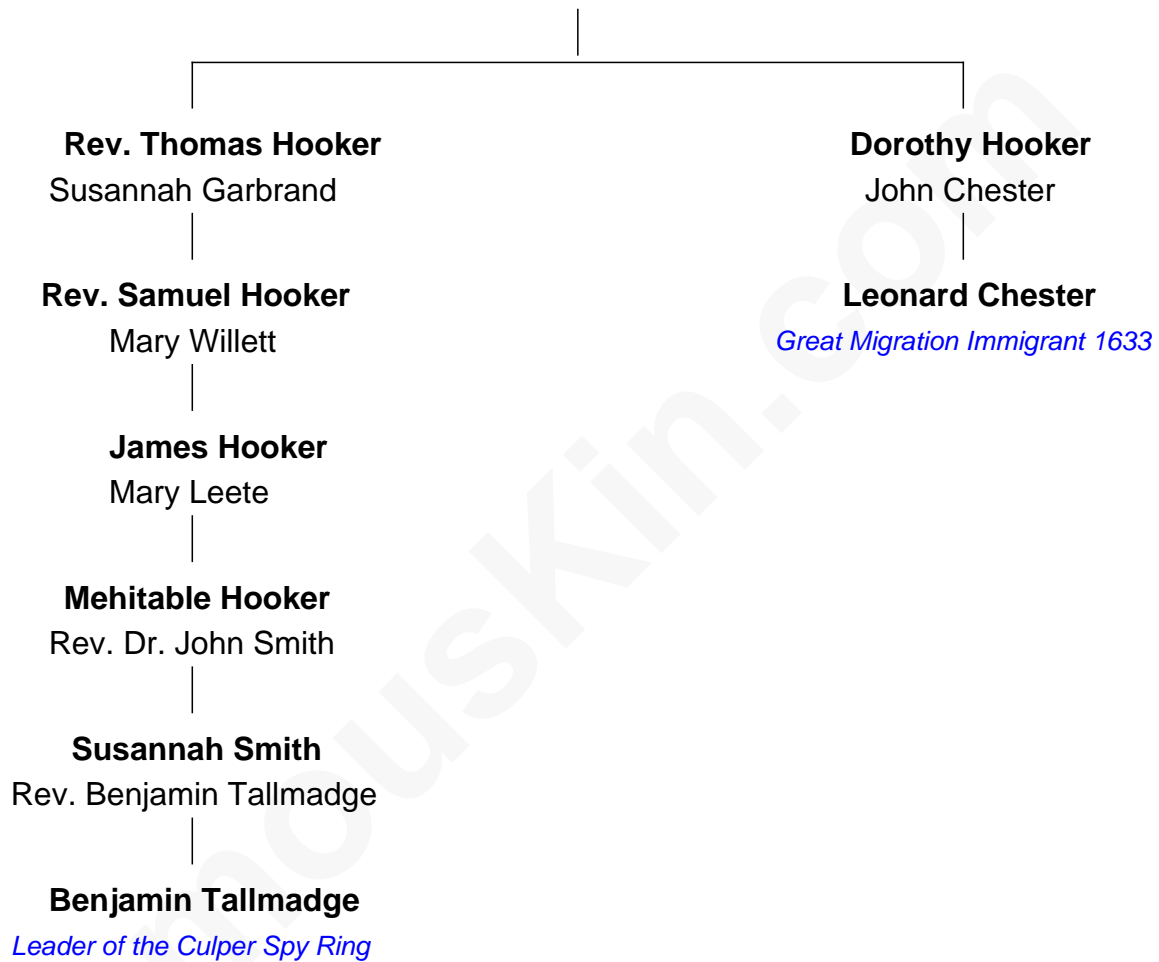 Rev. Thomas Hooker
Susannah Garbrand
Dorothy Hooker
John Chester
Rev. Samuel Hooker
Mary Willett
Leonard Chester
Great Migration Immigrant 1633
James Hooker
Mary Leete
Mehitable Hooker
Rev. Dr. John Smith
Susannah Smith
Rev. Benjamin Tallmadge
Benjamin Tallmadge
Leader of the Culper Spy Ring
mousKin.com